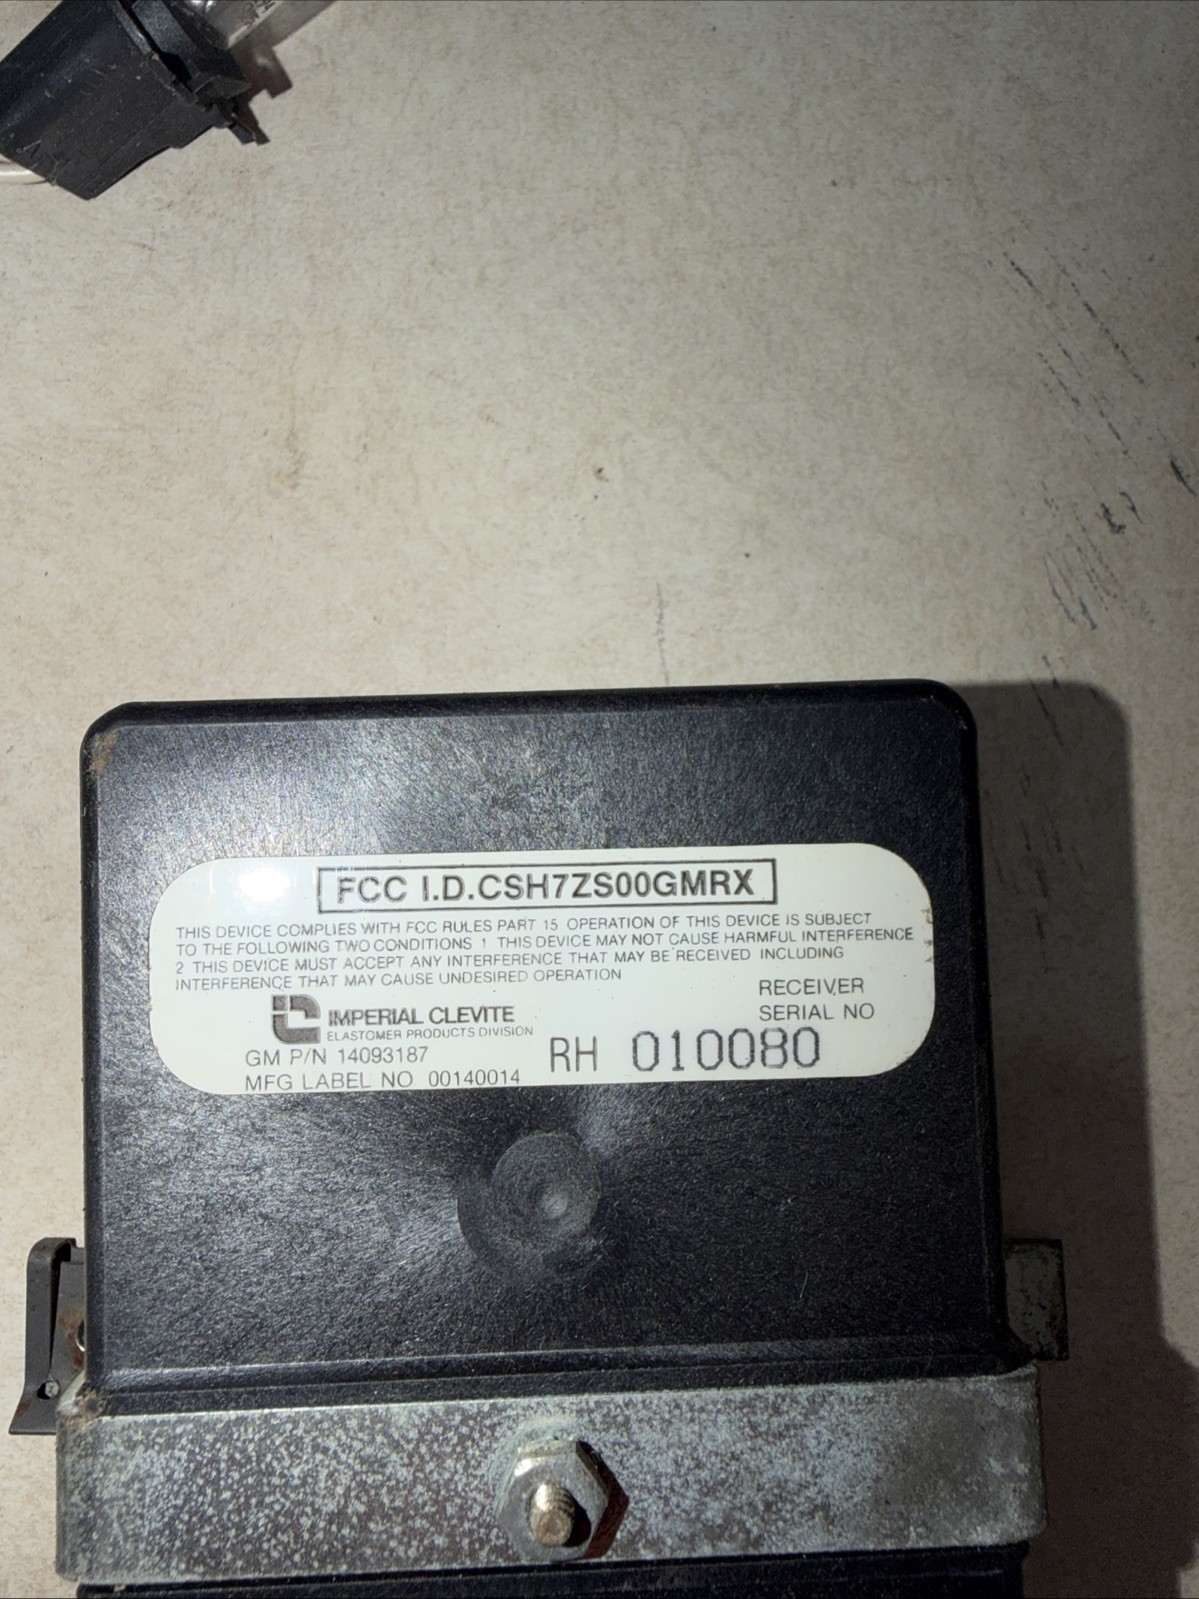 FCC I.D.CSH7ZS00GMRX
THIS DEVICE COMPLIES WITH FCC RULES PART 15 OPERATION OF THIS DEVICE IS SUBJECT
TO THE FOLLOWING TWO CONDITIONS 1 THIS DEVICE MAY NOT CAUSE HARMFUL INTERFERENCE
2 THIS DEVICE MUST ACCEPT ANY INTERFERENCE THAT MAY BE RECEIVED INCLUDING
INTERFERENCE THAT MAY CAUSE UNDESIRED OPERATION
RECEIVER
SERIAL NO
IMPERIAL CLEVITE
ELASTOMER PRODUCTS DIVISION
GM P/N 14093187
RH 010080
MFG LABEL NO 00140014